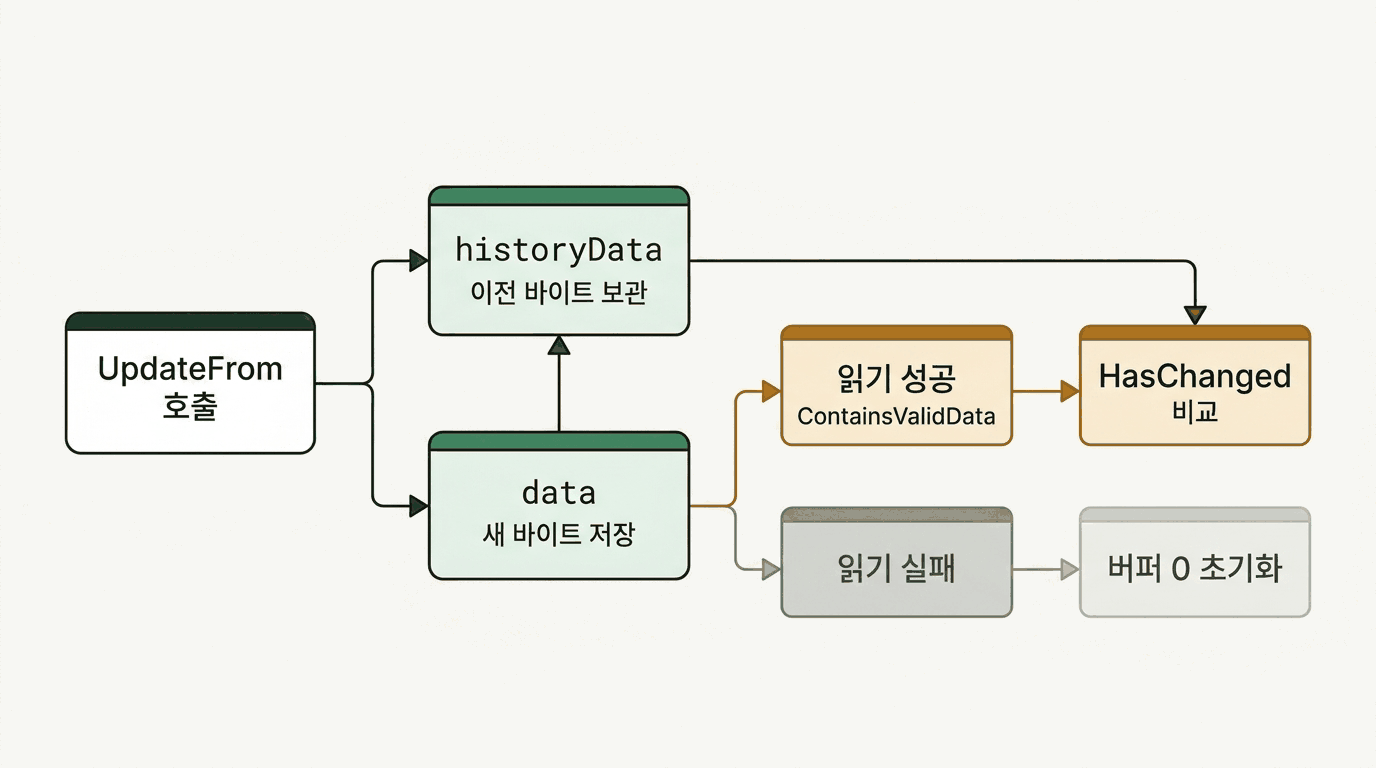 UpdateFrom
호출
historyData
이전 바이트 보관
data
새 바이트 저장
읽기 성공
ContainsValidData
HasChanged
비교
읽기 실패
버퍼 0 초기화